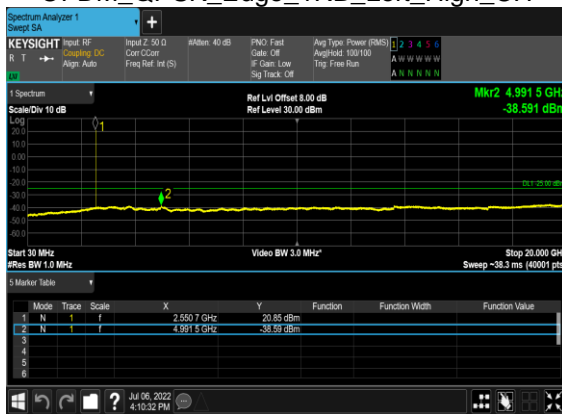 Spectrum Analyzer 1
Swept SA
KEYSIGHT
R T
LU
Input: RF
Coupling: DC
Align: Auto
Input Z: 50 Ω
Corr CCorr
Freq Ref: Int (S)
#Atten: 40 dB
PNO: Fast
Gate: Off
IF Gain: Low
Sig Track: Off
Avg Type: Power (RMS)
Avg|Hold: 100/100
Trig: Free Run
1 2 3 4 5 6
A W W W W W
A N N N N N
1 Spectrum
Scale/Div 10 dB
Ref Lvl Offset 8.00 dB
Ref Level 30.00 dBm
Mkr2 4.991 5 GH
-38.591 dBn
Log
20.0
10.0
0.00
-10.0
-20.0
-30.0
-40.0
-50.0
-60.0
1
2
DL1 -25.00 dBn
Start 30 MHz
#Res BW 1.0 MHz
Video BW 3.0 MHz*
Stop 20.000 GH
Sweep ~38.3 ms (40001 pts
5 Marker Table
Mode Trace Scale X Y Function Function Width Function Value
1 N 1 f 2.550 7 GHz 20.85 dBm
2 N 1 f 4.991 5 GHz -38.59 dBm
3
4
5
6
Jul 06, 2022
4:10:32 PM